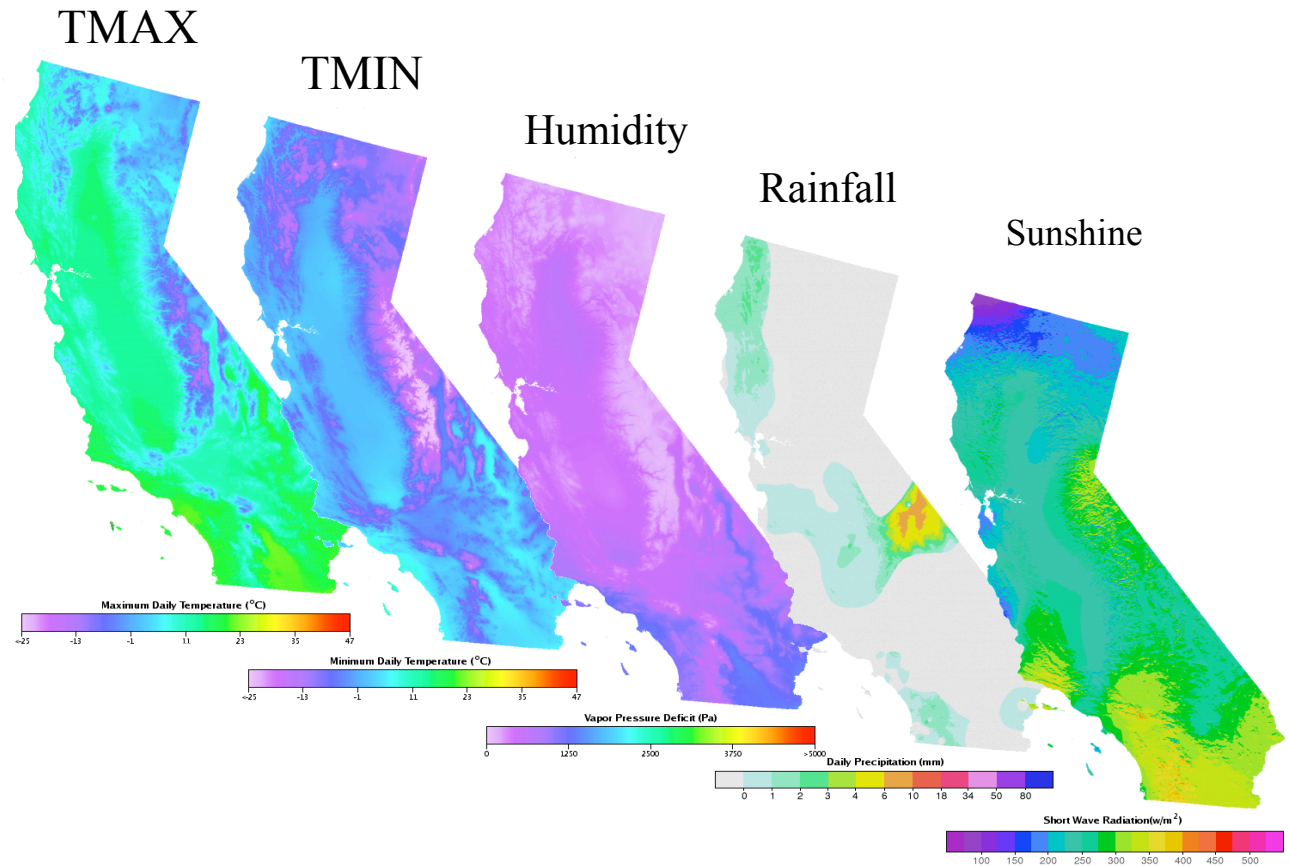 TMAX
TMIN
Humidity
Rainfall
Sunshine
Maximum Daily Temperature (°C)
<-25 -13 -1 11 23 35 47
Minimum Daily Temperature (°C)
<-25 -13 -1 11 23 35 47
Vapor Pressure Deficit (Pa)
0 1250 2500 3750 >5000
Daily Precipitation (mm)
0 1 2 3 4 6 10 18 34 50 80
Short Wave Radiation(w/m²)
100 150 200 250 300 350 400 450 500